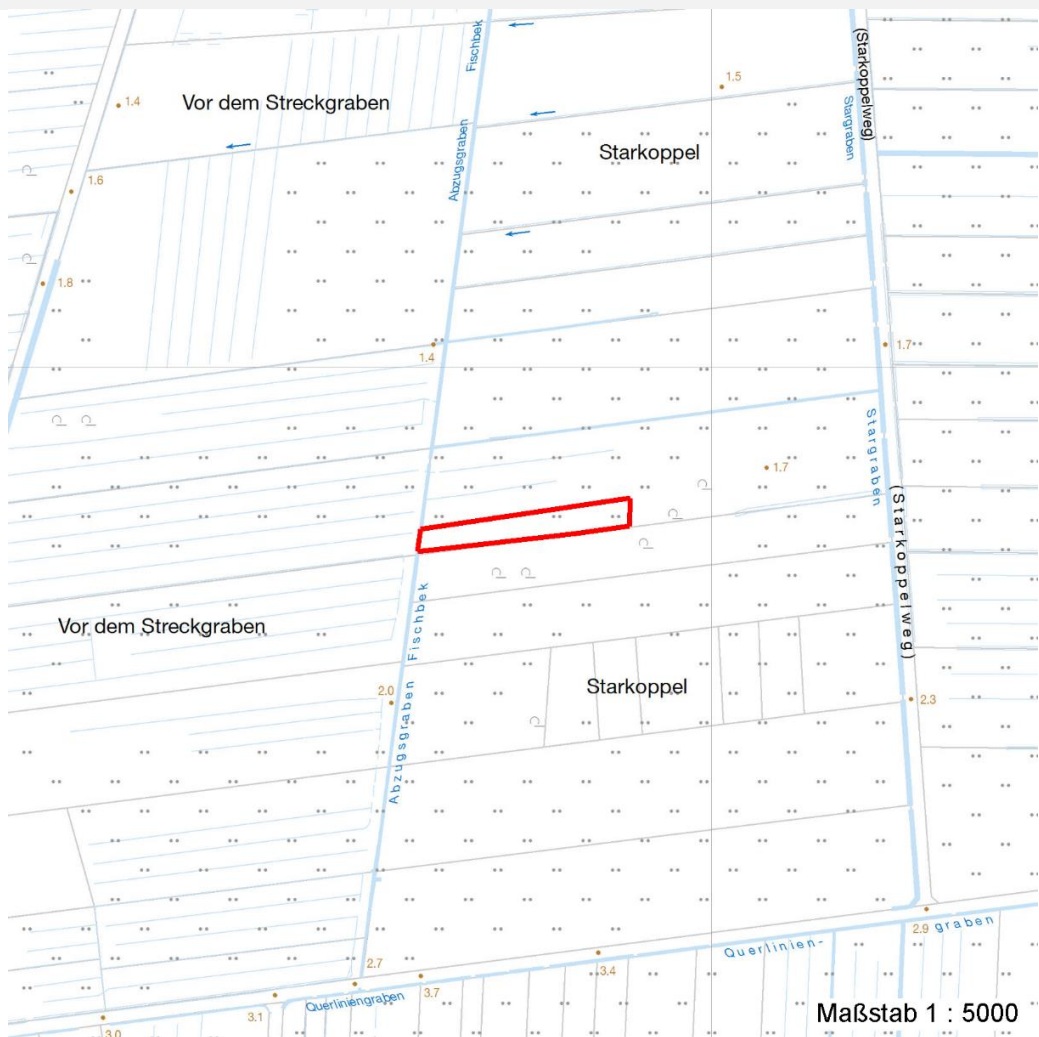 Fischbek
(Starkoppelweg)
1.5
1.4
Vor dem Streckgraben
Stargraben
Abzugsgraben
Starkoppel
1.6
1.8
1.4
1.7
Stargraben
1.7
(Starkoppelweg)
Fischbek
Vor dem Streckgraben
Starkoppel
2.0
2.3
Abzugsgraben
2.9
graben
Querlinien-
3.4
2.7
3.7
Querliniengraben
3.1
3.0
Maßstab 1 : 5000